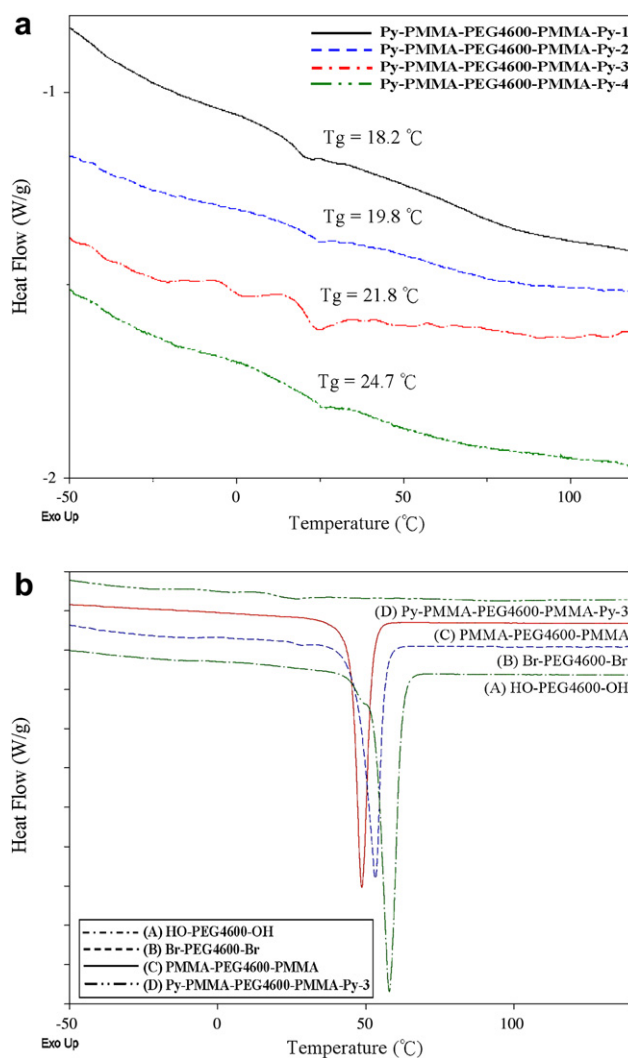 a
Py-PMMA-PEG4600-PMMA-Py-1
Py-PMMA-PEG4600-PMMA-Py-2
Py-PMMA-PEG4600-PMMA-Py-3
Py-PMMA-PEG4600-PMMA-Py-4
-1
Tg = 18.2 ℃
Tg = 19.8 ℃
Tg = 21.8 ℃
Tg = 24.7 ℃
Heat Flow (W/g)
-2
-50 0 50 100
Exo Up
Temperature (℃)
b
(D) Py-PMMA-PEG4600-PMMA-Py-3
(C) PMMA-PEG4600-PMMA
(B) Br-PEG4600-Br
(A) HO-PEG4600-OH
Heat Flow (W/g)
(A) HO-PEG4600-OH
(B) Br-PEG4600-Br
(C) PMMA-PEG4600-PMMA
(D) Py-PMMA-PEG4600-PMMA-Py-3
-50 0 50 100
Exo Up
Temperature (℃)